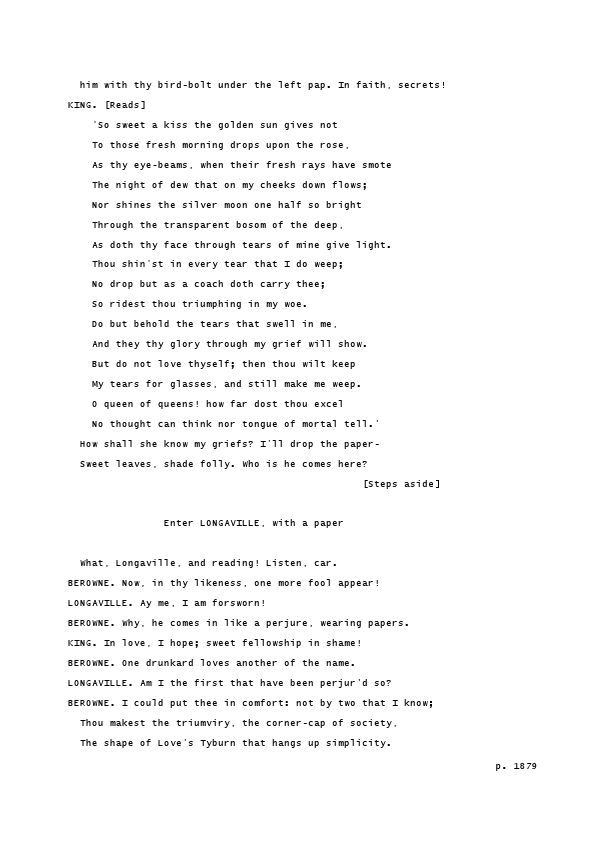 him with thy bird-bolt under the left pap. In faith, secrets!
KING. [Reads]
'So sweet a kiss the golden sun gives not
To those fresh morning drops upon the rose,
As thy eye-beams, when their fresh rays have smote
The night of dew that on my cheeks down flows;
Nor shines the silver moon one half so bright
Through the transparent bosom of the deep,
As doth thy face through tears of mine give light.
Thou shin'st in every tear that I do weep;
No drop but as a coach doth carry thee;
So ridest thou triumphing in my woe.
Do but behold the tears that swell in me,
And they thy glory through my grief will show.
But do not love thyself; then thou wilt keep
My tears for glasses, and still make me weep.
O queen of queens! how far dost thou excel
No thought can think nor tongue of mortal tell.'
How shall she know my griefs? I'll drop the paper-
Sweet leaves, shade folly. Who is he comes here?
[Steps aside]
Enter LONGAVILLE, with a paper
What, Longaville, and reading! Listen, car.
BEROWNE. Now, in thy likeness, one more fool appear!
LONGAVILLE. Ay me, I am forsworn!
BEROWNE. Why, he comes in like a perjure, wearing papers.
KING. In love, I hope; sweet fellowship in shame!
BEROWNE. One drunkard loves another of the name.
LONGAVILLE. Am I the first that have been perjur'd so?
BEROWNE. I could put thee in comfort: not by two that I know;
Thou makest the triumviry, the corner-cap of society,
The shape of Love's Tyburn that hangs up simplicity.
p. 1879